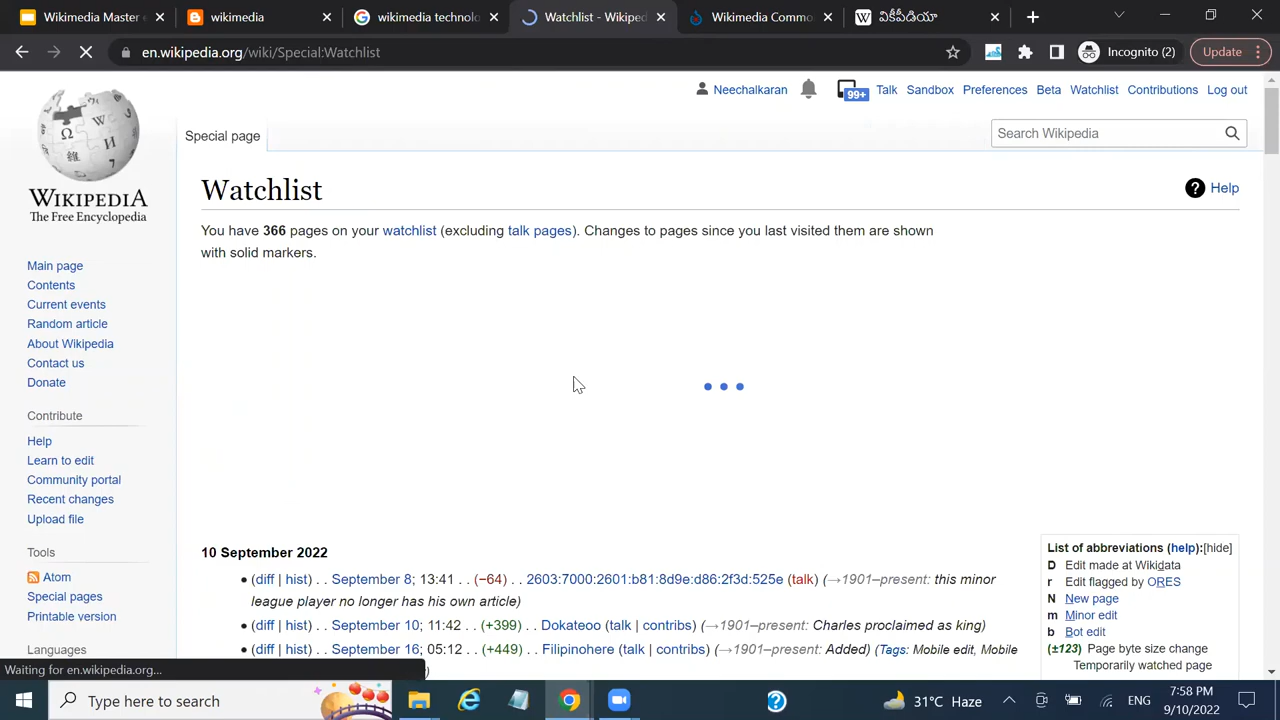 Wikimedia Master
wikimedia
wikimedia technolo
Watchlist - Wikiped
Wikimedia Commo
వికీపీడియా
en.wikipedia.org/wiki/Special:Watchlist
Incognito (2)
Update
Neechalkaran 99+ Talk Sandbox Preferences Beta Watchlist Contributions Log out
Special page
Search Wikipedia
WIKIPEDIA
The Free Encyclopedia
Main page
Contents
Current events
Random article
About Wikipedia
Contact us
Donate
Contribute
Help
Learn to edit
Community portal
Recent changes
Upload file
Tools
Atom
Special pages
Printable version
Languages
Watchlist
Help
You have 366 pages on your watchlist (excluding talk pages). Changes to pages since you last visited them are shown
with solid markers.
10 September 2022
(diff | hist) . . September 8; 13:41 . . (−64) . . 2603:7000:2601:b81:8d9e:d86:2f3d:525e (talk) (→1901–present: this minor
league player no longer has his own article)
(diff | hist) . . September 10; 11:42 . . (+399) . . Dokateoo (talk | contribs) (→1901–present: Charles proclaimed as king)
(diff | hist) . . September 16; 05:12 . . (+449) . . Filipinohere (talk | contribs) (→1901–present: Added) (Tags: Mobile edit, Mobile
List of abbreviations (help):[hide]
D Edit made at Wikidata
r Edit flagged by ORES
N New page
m Minor edit
b Bot edit
(±123) Page byte size change
Temporarily watched page
Waiting for en.wikipedia.org...
Type here to search
31°C Haze
ENG
7:58 PM
9/10/2022